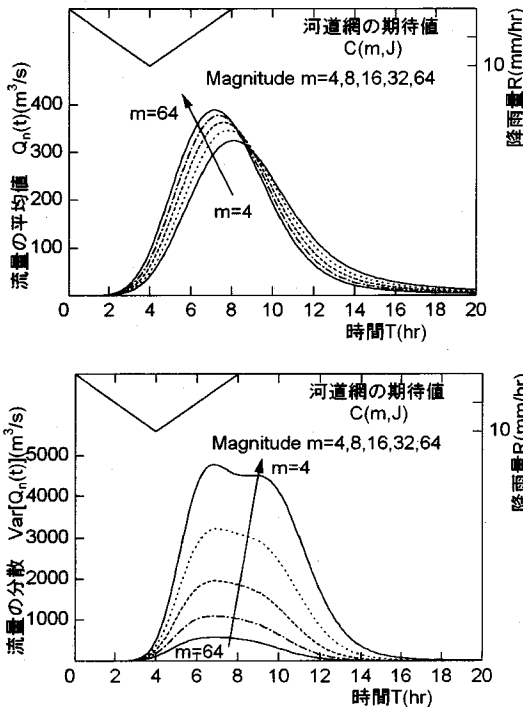 河道網の期待値
C(m,J)
Magnitude m=4,8,16,32,64
10
降雨量R(mm/hr)
流量の平均値 Qn(t)(m³/s)
400
300
200
100
m=64
m=4
0 2 4 6 8 10 12 14 16 18 20
時間T(hr)
河道網の期待値
C(m,J)
Magnitude m=4,8,16,32;64
10
降雨量R(mm/hr)
流量の分散 Var[Qn(t)](m³/s)
5000
4000
3000
2000
1000
m=4
m=64
0 2 4 6 8 10 12 14 16 18 20
時間T(hr)